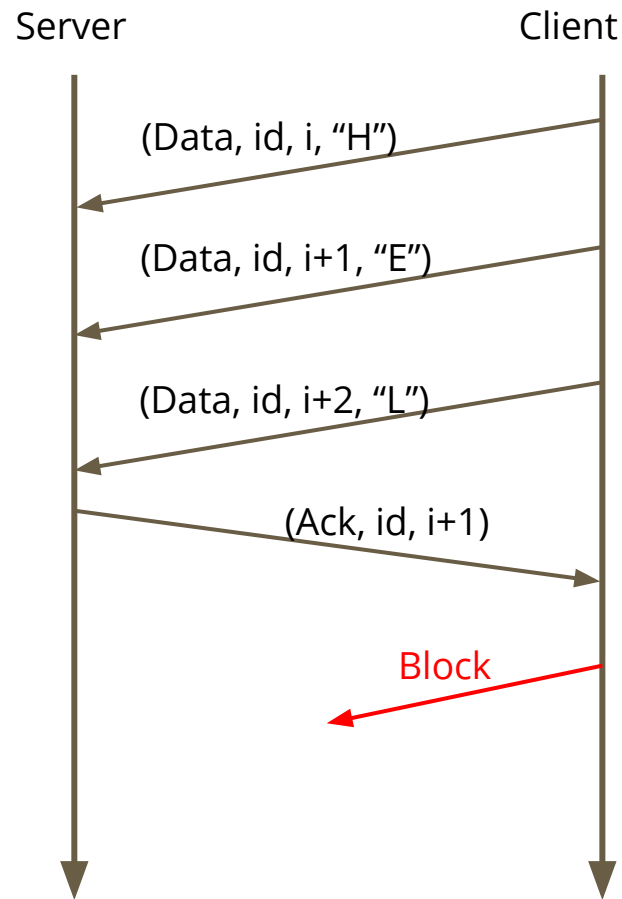 Server
Client
(Data, id, i, “H”)
(Data, id, i+1, “E”)
(Data, id, i+2, “L”)
(Ack, id, i+1)
Block